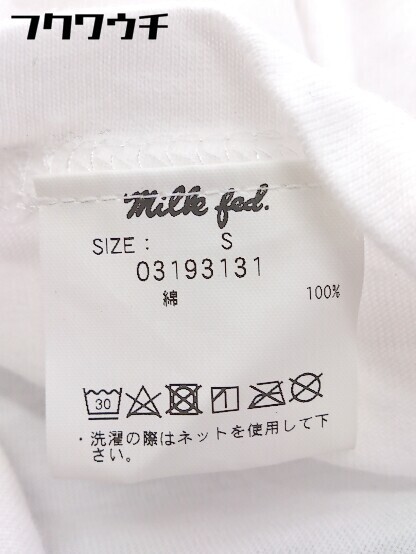 フクワウチ
Milk fed.
SIZE : S
03193131
綿 100%
30
・洗濯の際はネットを使用して下
さい。